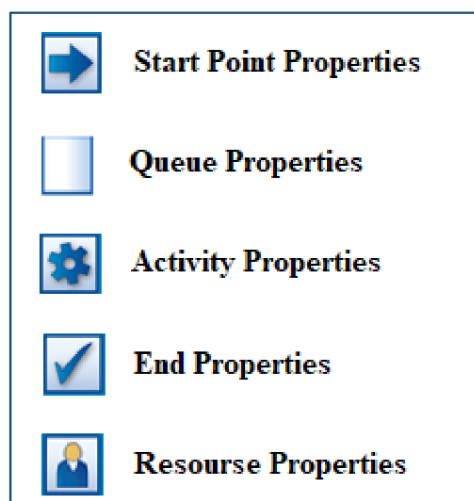 Start Point Properties
Queue Properties
Activity Properties
End Properties
Resourse Properties